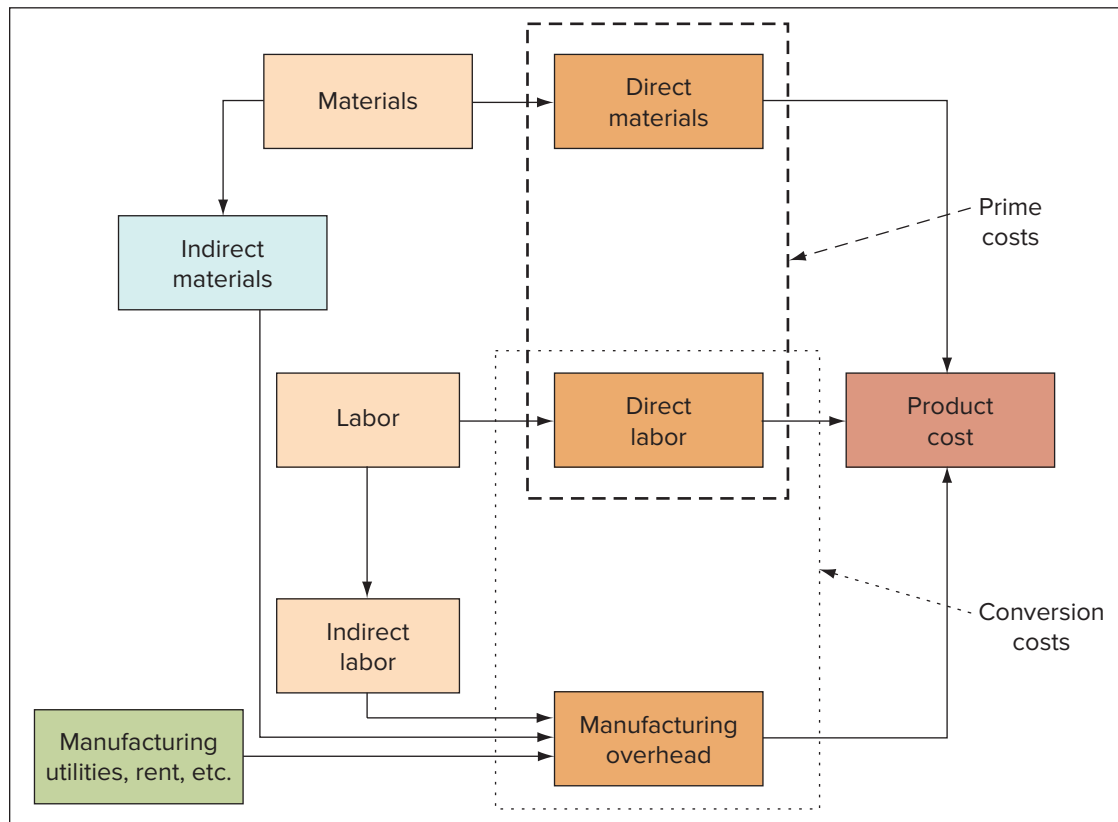 Materials
Direct
materials
Prime
costs
Indirect
materials
Labor
Direct
labor
Product
cost
Indirect
labor
Conversion
costs
Manufacturing
utilities, rent, etc.
Manufacturing
overhead